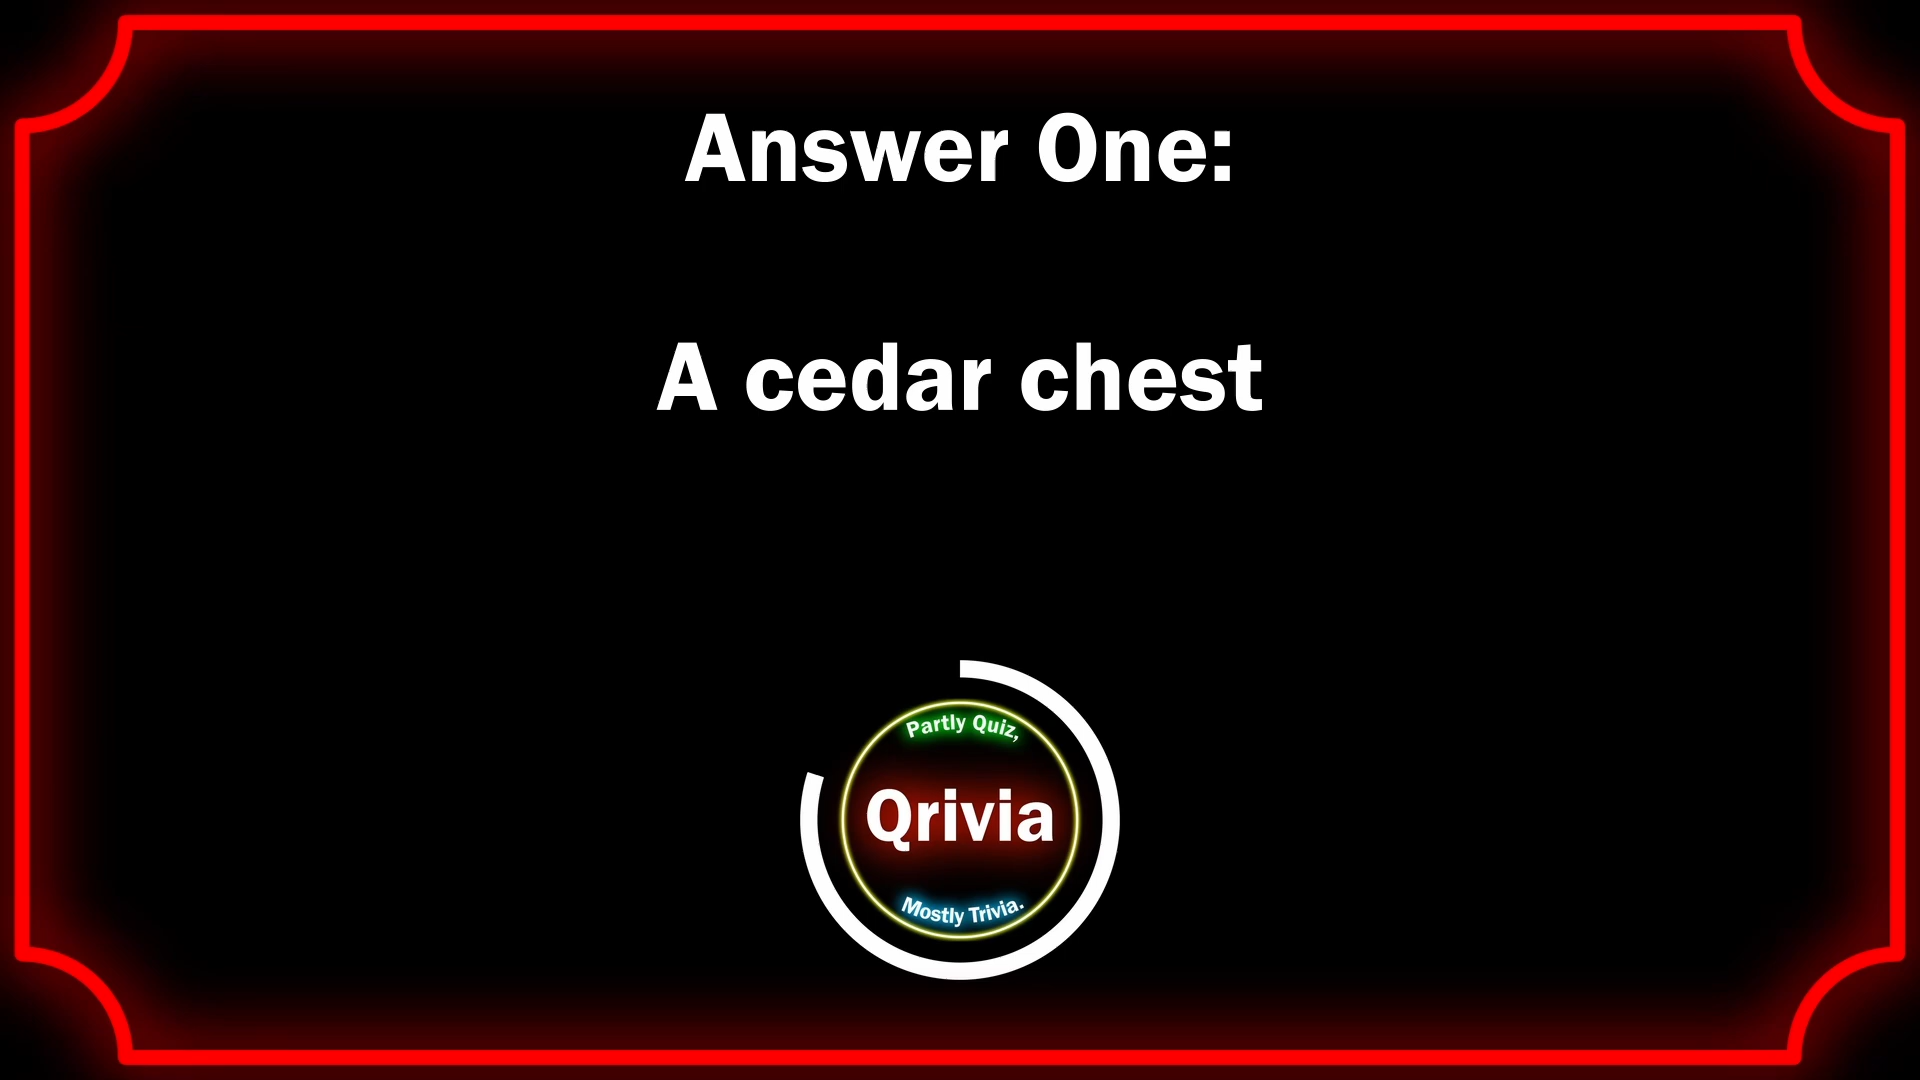 Answer One:
A cedar chest
Partly Quiz,
Qrivia
Mostly Trivia.